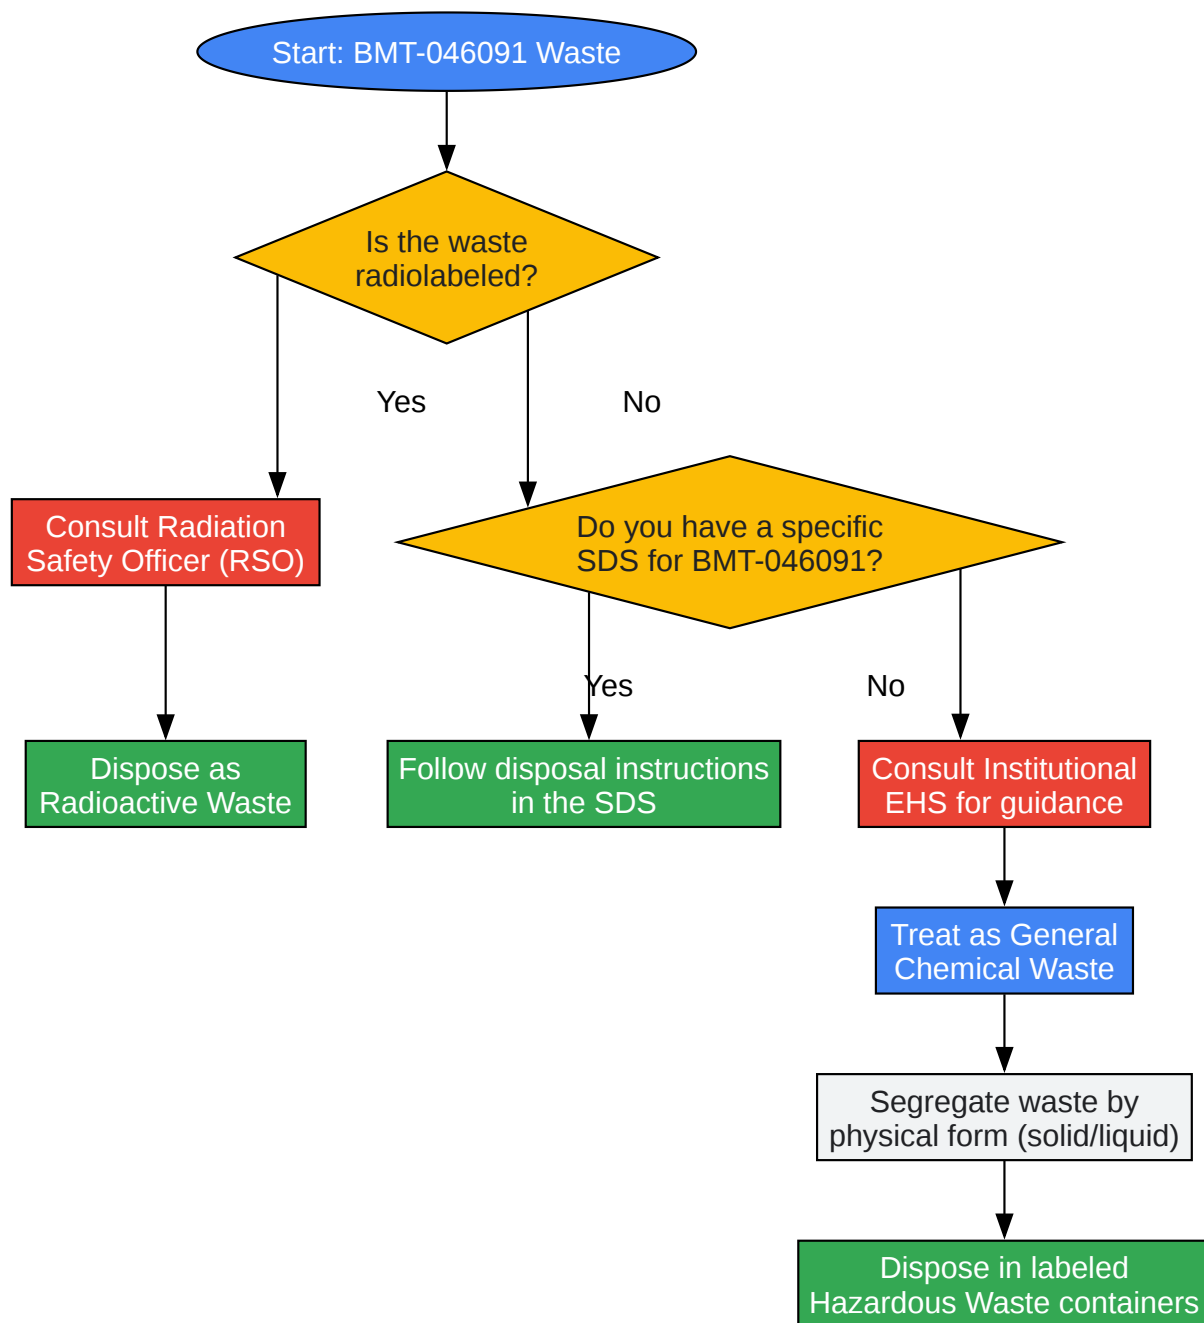 Start: BMT-046091 Waste
Is the waste
radiolabeled?
Yes
No
Consult Radiation
Safety Officer (RSO)
Do you have a specific
SDS for BMT-046091?
Yes
No
Dispose as
Radioactive Waste
Follow disposal instructions
in the SDS
Consult Institutional
EHS for guidance
Treat as General
Chemical Waste
Segregate waste by
physical form (solid/liquid)
Dispose in labeled
Hazardous Waste containers